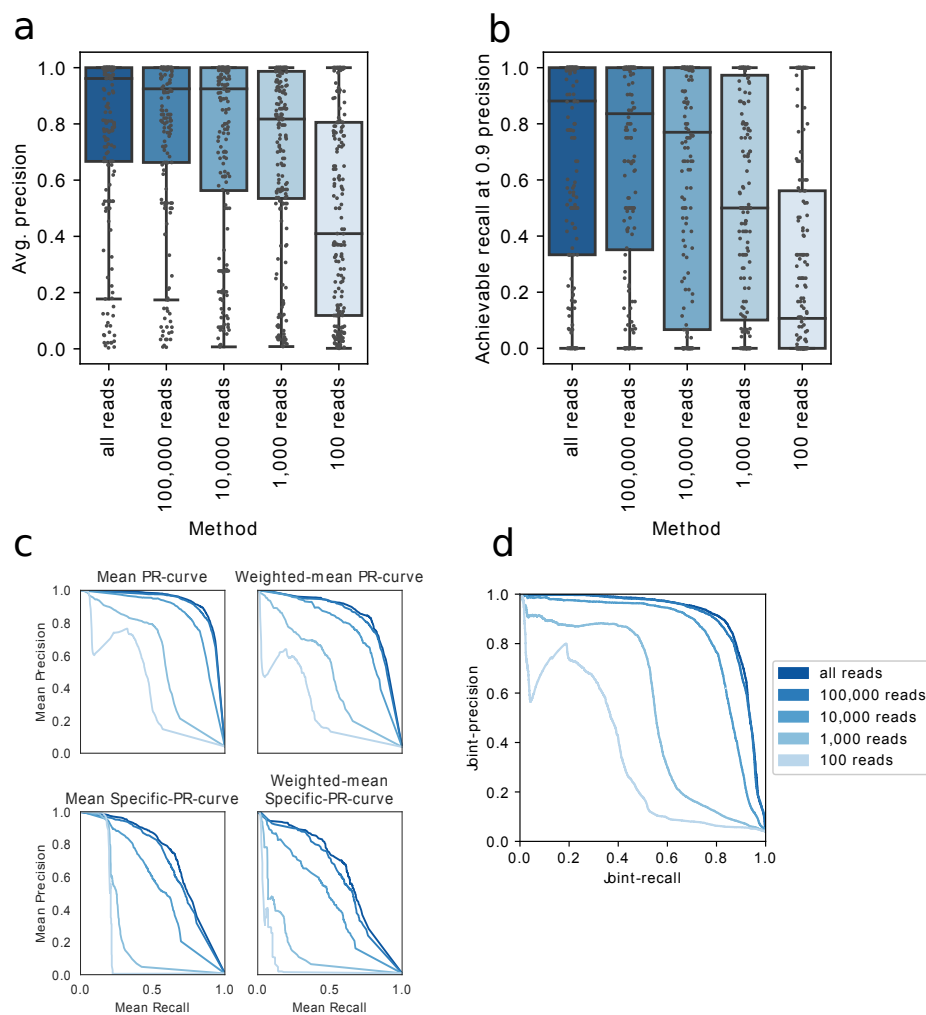 a
1.0
0.8
0.6
0.4
0.2
0.0
Avg. precision
all reads
100,000 reads
10,000 reads
1,000 reads
100 reads
Method
b
1.0
0.8
0.6
0.4
0.2
0.0
Achievable recall at 0.9 precision
all reads
100,000 reads
10,000 reads
1,000 reads
100 reads
Method
c
Mean PR-curve
1.0
0.8
0.6
0.4
0.2
0.0
Mean Precision
Weighted-mean PR-curve
Mean Specific-PR-curve
1.0
0.8
0.6
0.4
0.2
0.0
Mean Precision
0.0
1.0
Mean Recall
Weighted-mean
Specific-PR-curve
0.0
1.0
Mean Recall
d
1.0
0.8
0.6
0.4
0.2
0.0
Joint-precision
0.0 0.2 0.4 0.6 0.8 1.0
Joint-recall
all reads
100,000 reads
10,000 reads
1,000 reads
100 reads